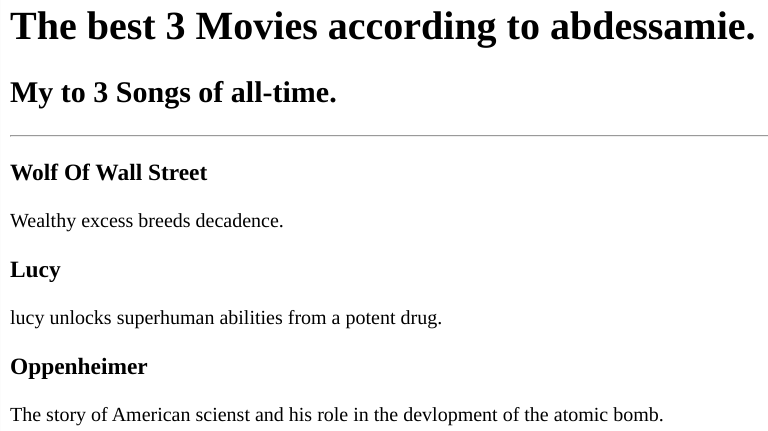 The best 3 Movies according to abdessamie.
My to 3 Songs of all-time.
Wolf Of Wall Street
Wealthy excess breeds decadence.
Lucy
lucy unlocks superhuman abilities from a potent drug.
Oppenheimer
The story of American scienst and his role in the devlopment of the atomic bomb.